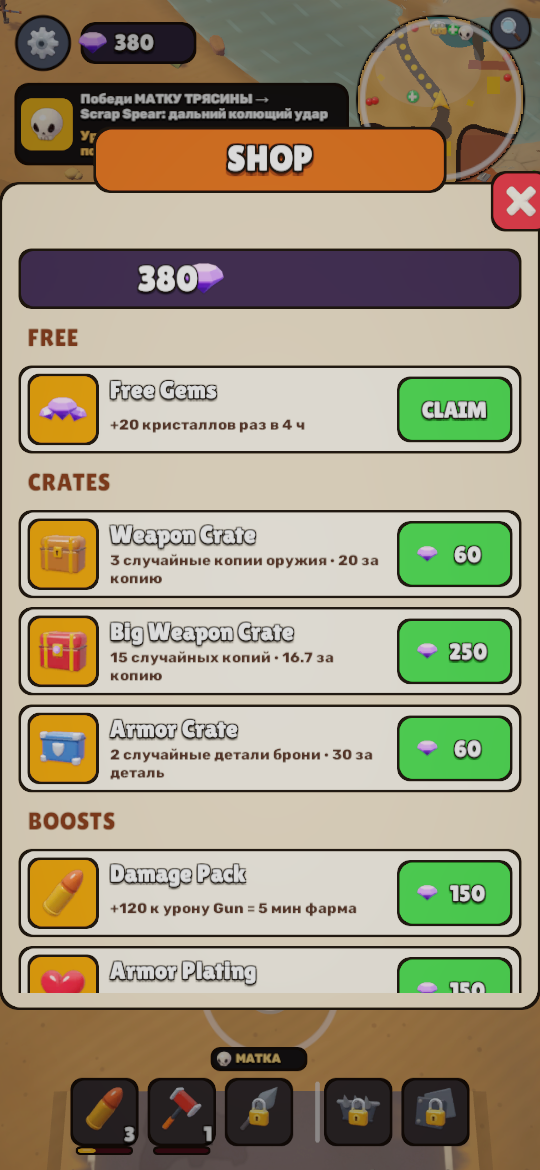 380
Победи МАТКУ ТРЯСИНЫ →
Scrap Spear: дальний колющий удар
SHOP
380
FREE
Free Gems
+20 кристаллов раз в 4 ч
CLAIM
CRATES
Weapon Crate
3 случайные копии оружия · 20 за
копию
60
Big Weapon Crate
15 случайных копий · 16.7 за
копию
250
Armor Crate
2 случайные детали брони · 30 за
деталь
60
BOOSTS
Damage Pack
+120 к урону Gun = 5 мин фарма
150
Armor Plating
150
МАТКА
3
1